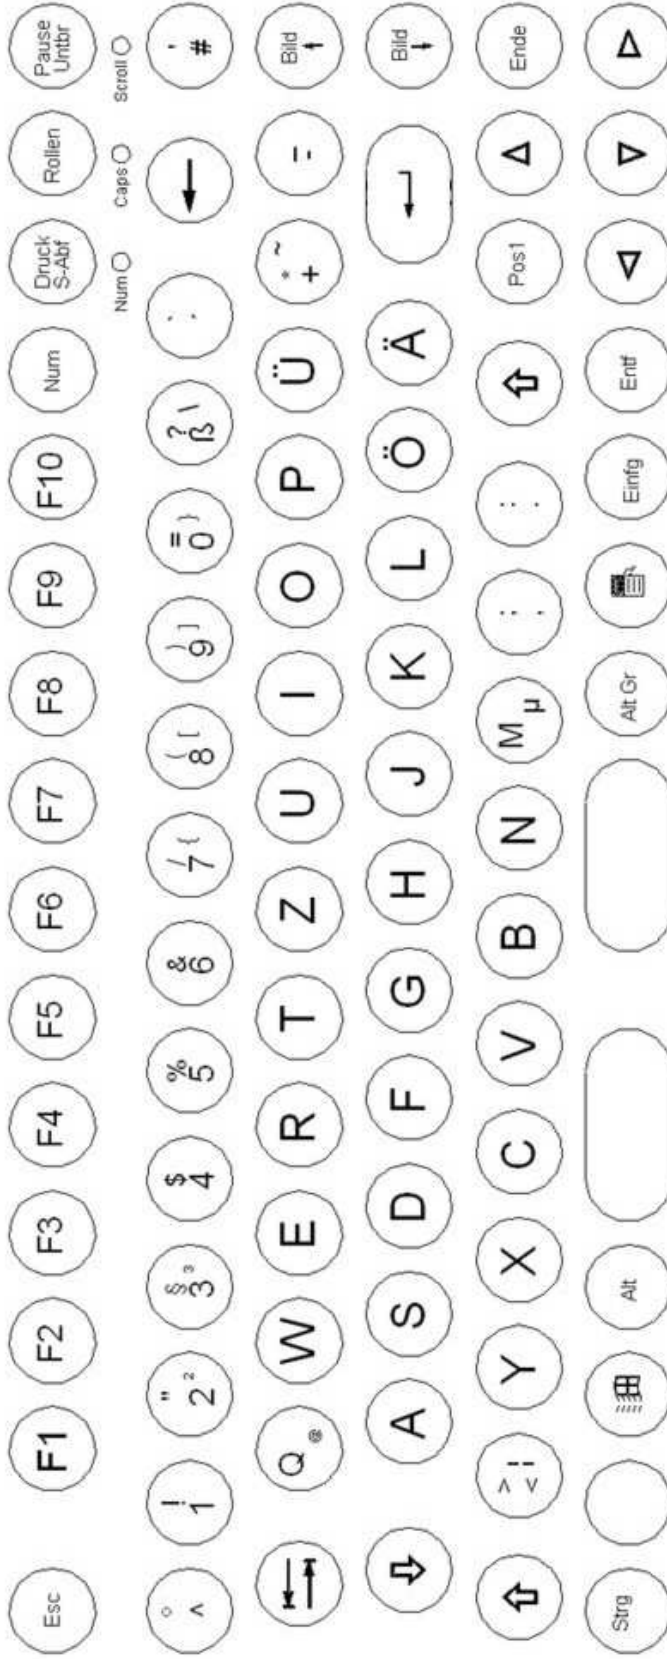 Esc F1 F2 F3 F4 F5 F6 F7 F8 F9 F10 Num Druck S-Abf Rollen Pause Untbr
Num Caps Scroll
° ^ ! 1 " 2 ² § 3 ³ $ 4 % 5 & 6 / 7 { ( 8 [ ) 9 ] = 0 } ? ß \ ' #
Q @ W E R T Z U I O P Ü * + ~ Bild
A S D F G H J K L Ö Ä Bild
> < | Y X C V B N M µ Pos1 Ende
Strg Alt Alt Gr Einfg Entf